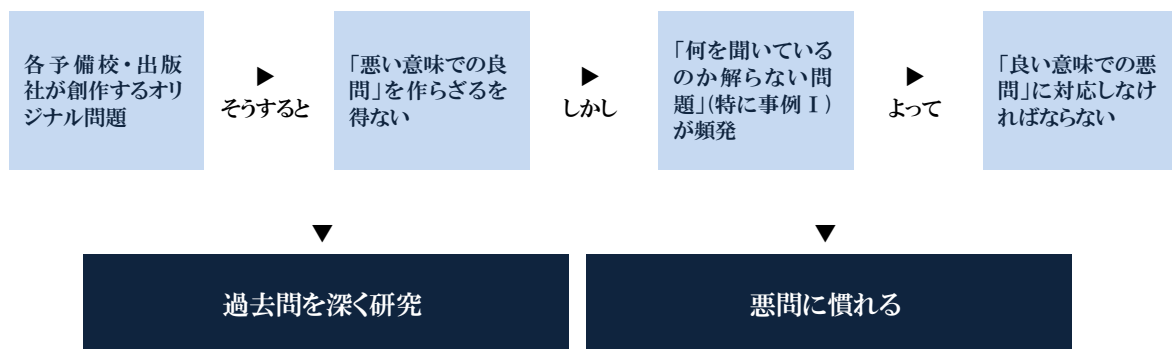 各予備校・出版
社が創作するオリ
ジナル問題
▶
そうすると
「悪い意味での良
問」を作らざるを
得ない
▶
しかし
「何を聞いている
のか解らない問
題」(特に事例Ⅰ)
が頻発
▶
よって
「良い意味での悪
問」に対応しなけ
ればならない
▼
▼
過去問を深く研究
悪問に慣れる